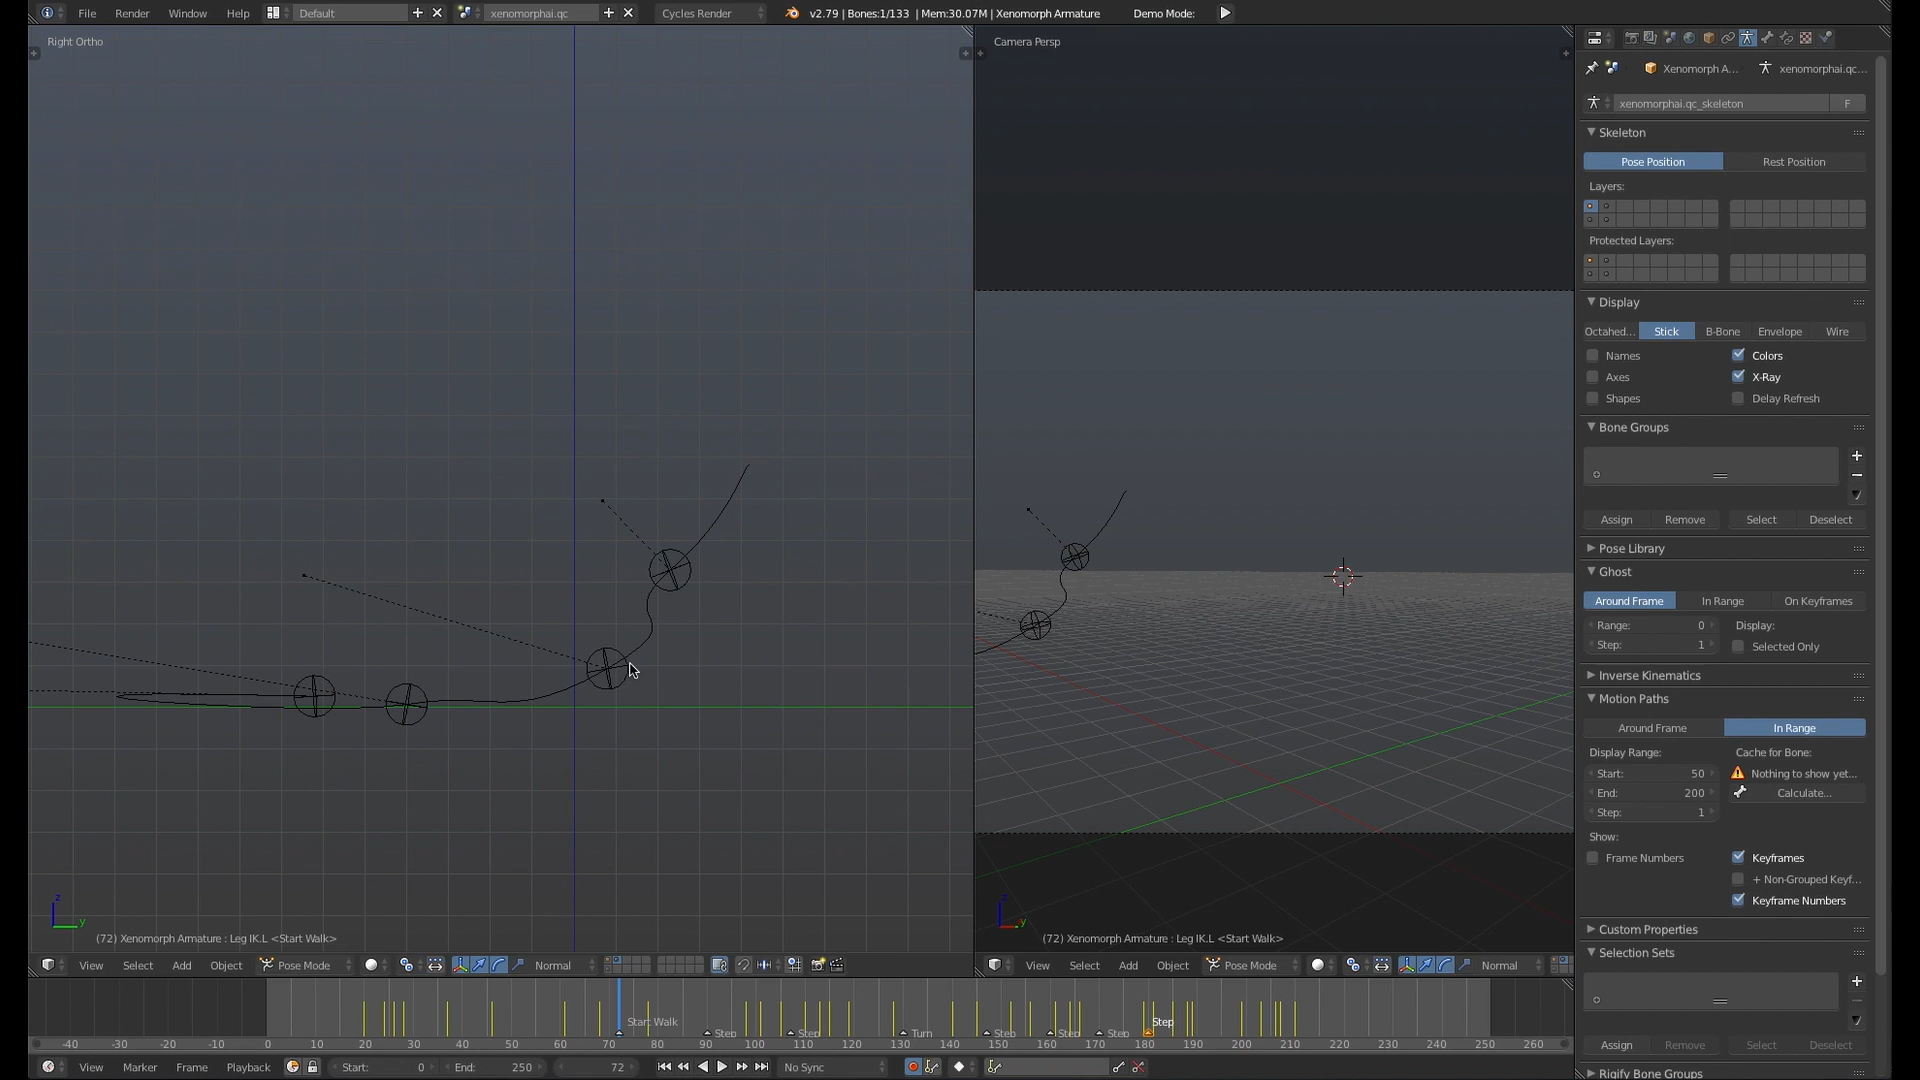 File Render Window Help Default xenomorphai.qc Cycles Render v2.79 | Bones:1/133 | Mem:30.07M | Xenomorph Armature Demo Mode:
Right Ortho
Camera Persp
Xenomorph A... xenomorphai.qc...
xenomorphai.qc_skeleton F
Skeleton
Pose Position Rest Position
Layers:
Protected Layers:
Display
Octahed... Stick B-Bone Envelope Wire
Names Colors
Axes X-Ray
Shapes Delay Refresh
Bone Groups
Assign Remove Select Deselect
Pose Library
Ghost
Around Frame In Range On Keyframes
Range: 0 Display:
Step: 1 Selected Only
Inverse Kinematics
Motion Paths
Around Frame In Range
Display Range: Cache for Bone:
Start: 50 Nothing to show yet...
End: 200 Calculate...
Step: 1
Show:
Frame Numbers Keyframes
+ Non-Grouped Keyf...
Keyframe Numbers
Custom Properties
Selection Sets
Assign Remove Select Deselect
Rigify Bone Groups
z
y
(72) Xenomorph Armature : Leg IK.L <Start Walk>
z
y
(72) Xenomorph Armature : Leg IK.L <Start Walk>
View Select Add Object Pose Mode Normal
View Select Add Object Pose Mode Normal
Start Walk Step Step Turn Step Step Step Step
-40 -30 -20 -10 0 10 20 30 40 50 60 70 80 90 100 110 120 130 140 150 160 170 180 190 200 210 220 230 240 250 260
View Marker Frame Playback Start: 0 End: 250 72 No Sync